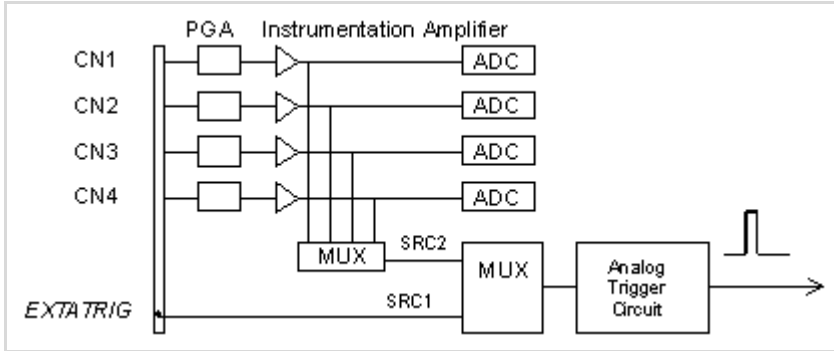 PGA Instrumentation Amplifier
CN1 ADC
CN2 ADC
CN3 ADC
CN4 ADC
MUX
SRC2
MUX
Analog
Trigger
Circuit
EXTATRIG
SRC1